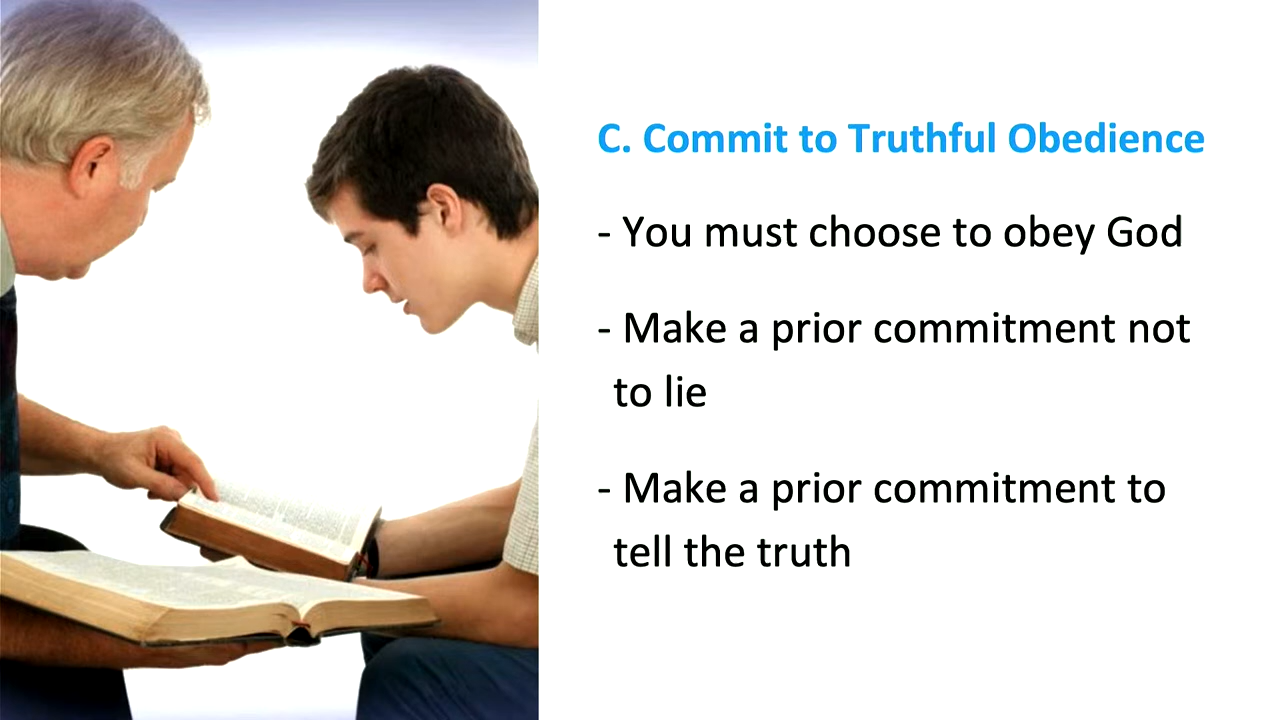 C. Commit to Truthful Obedience
- You must choose to obey God
- Make a prior commitment not
to lie
- Make a prior commitment to
tell the truth